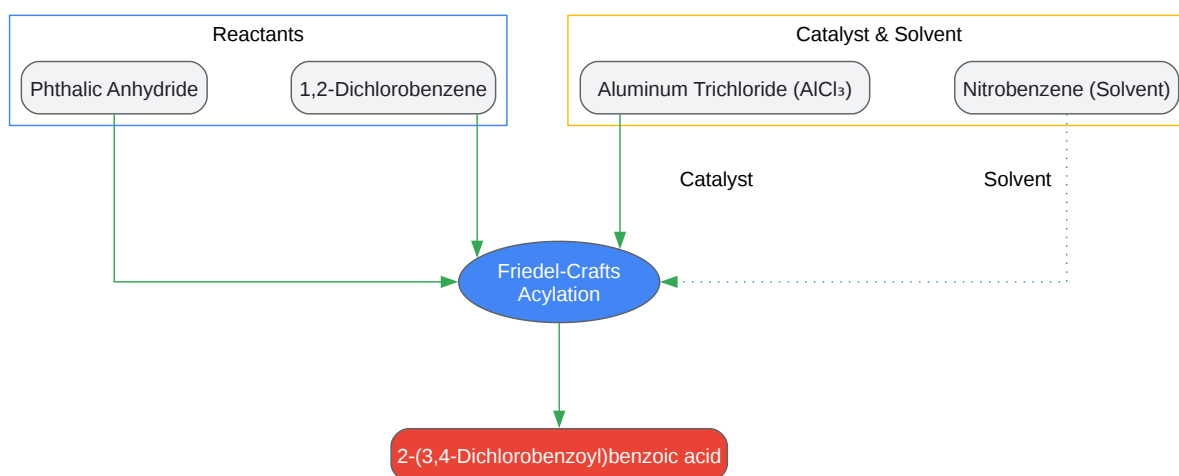 Reactants
Catalyst & Solvent
Phthalic Anhydride
1,2-Dichlorobenzene
Aluminum Trichloride (AlCl₃)
Nitrobenzene (Solvent)
Catalyst
Solvent
Friedel-Crafts
Acylation
2-(3,4-Dichlorobenzoyl)benzoic acid